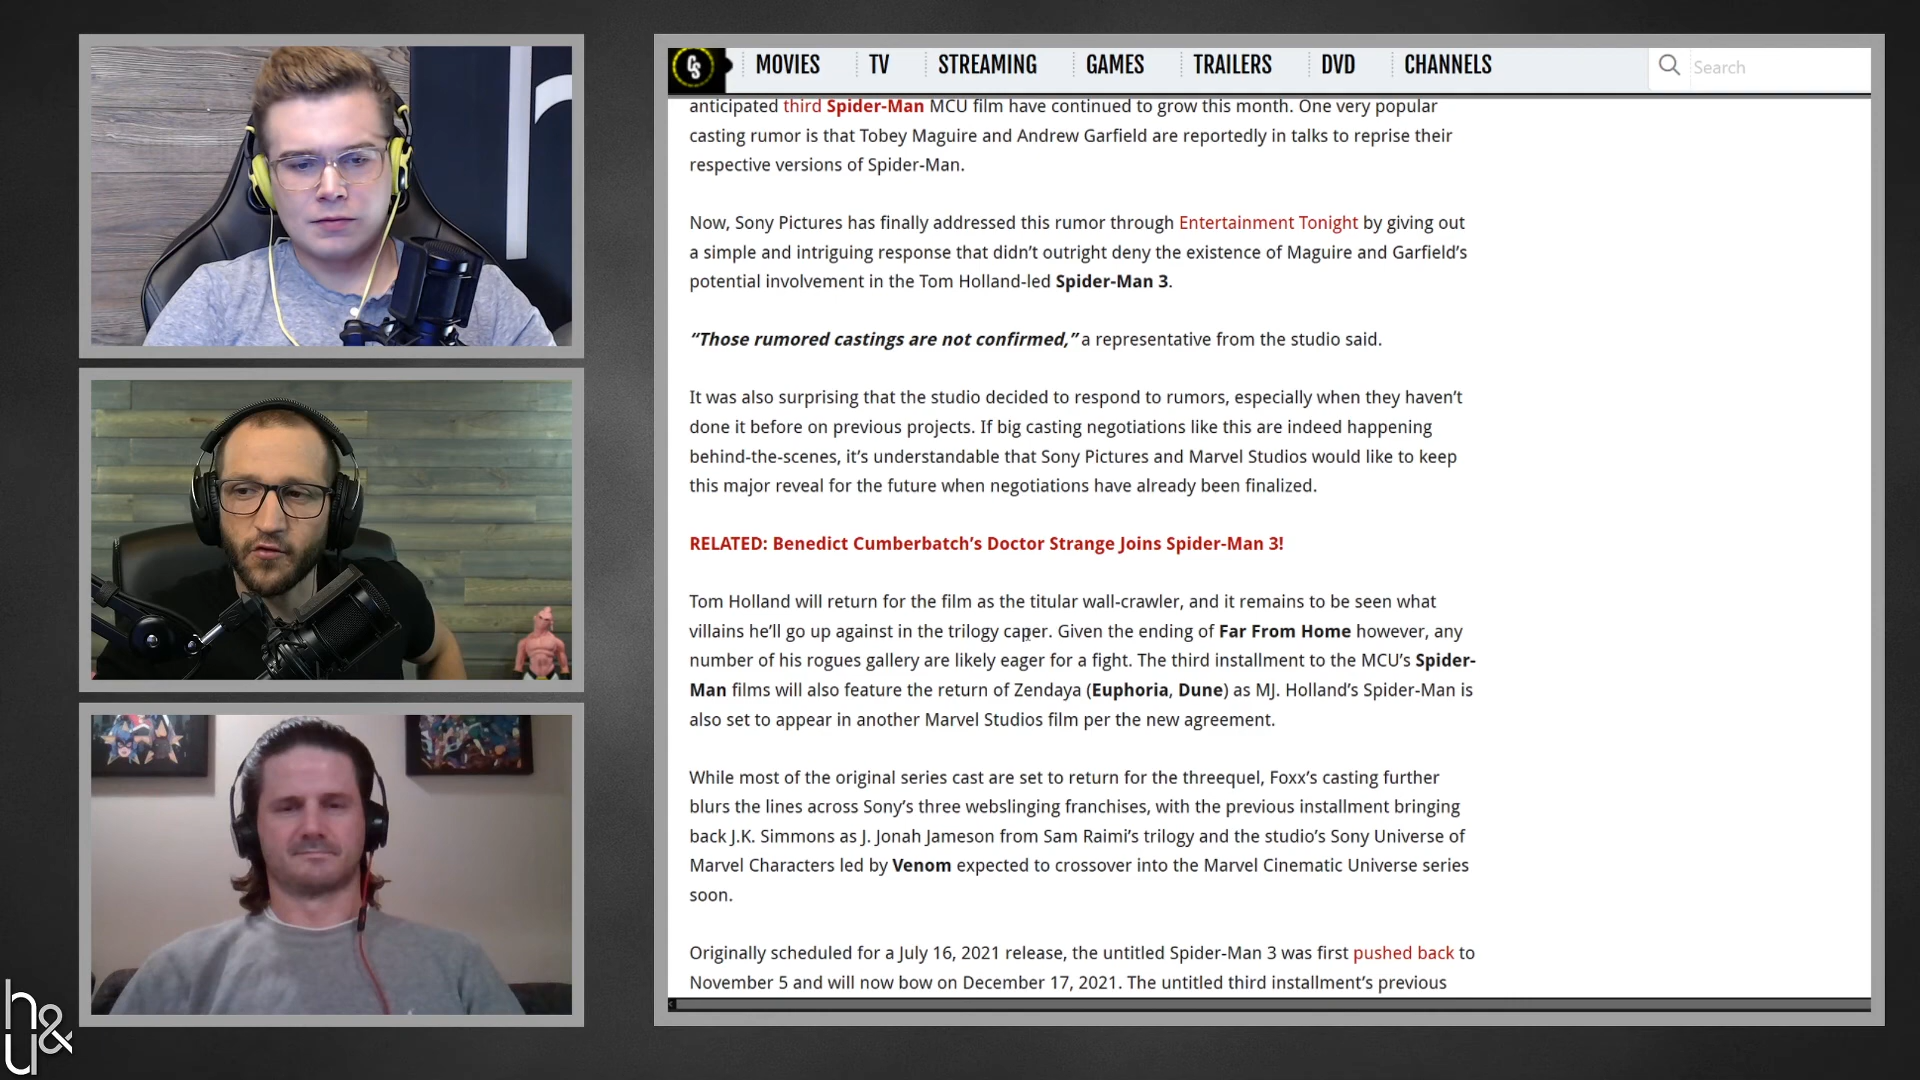 MOVIES TV STREAMING GAMES TRAILERS DVD CHANNELS Search
anticipated third Spider-Man MCU film have continued to grow this month. One very popular
casting rumor is that Tobey Maguire and Andrew Garfield are reportedly in talks to reprise their
respective versions of Spider-Man.
Now, Sony Pictures has finally addressed this rumor through Entertainment Tonight by giving out
a simple and intriguing response that didn’t outright deny the existence of Maguire and Garfield’s
potential involvement in the Tom Holland-led Spider-Man 3.
“Those rumored castings are not confirmed,” a representative from the studio said.
It was also surprising that the studio decided to respond to rumors, especially when they haven’t
done it before on previous projects. If big casting negotiations like this are indeed happening
behind-the-scenes, it’s understandable that Sony Pictures and Marvel Studios would like to keep
this major reveal for the future when negotiations have already been finalized.
RELATED: Benedict Cumberbatch’s Doctor Strange Joins Spider-Man 3!
Tom Holland will return for the film as the titular wall-crawler, and it remains to be seen what
villains he’ll go up against in the trilogy caper. Given the ending of Far From Home however, any
number of his rogues gallery are likely eager for a fight. The third installment to the MCU’s Spider-
Man films will also feature the return of Zendaya (Euphoria, Dune) as MJ. Holland’s Spider-Man is
also set to appear in another Marvel Studios film per the new agreement.
While most of the original series cast are set to return for the threequel, Foxx’s casting further
blurs the lines across Sony’s three webslinging franchises, with the previous installment bringing
back J.K. Simmons as J. Jonah Jameson from Sam Raimi’s trilogy and the studio’s Sony Universe of
Marvel Characters led by Venom expected to crossover into the Marvel Cinematic Universe series
soon.
Originally scheduled for a July 16, 2021 release, the untitled Spider-Man 3 was first pushed back to
November 5 and will now bow on December 17, 2021. The untitled third installment’s previous
h&u